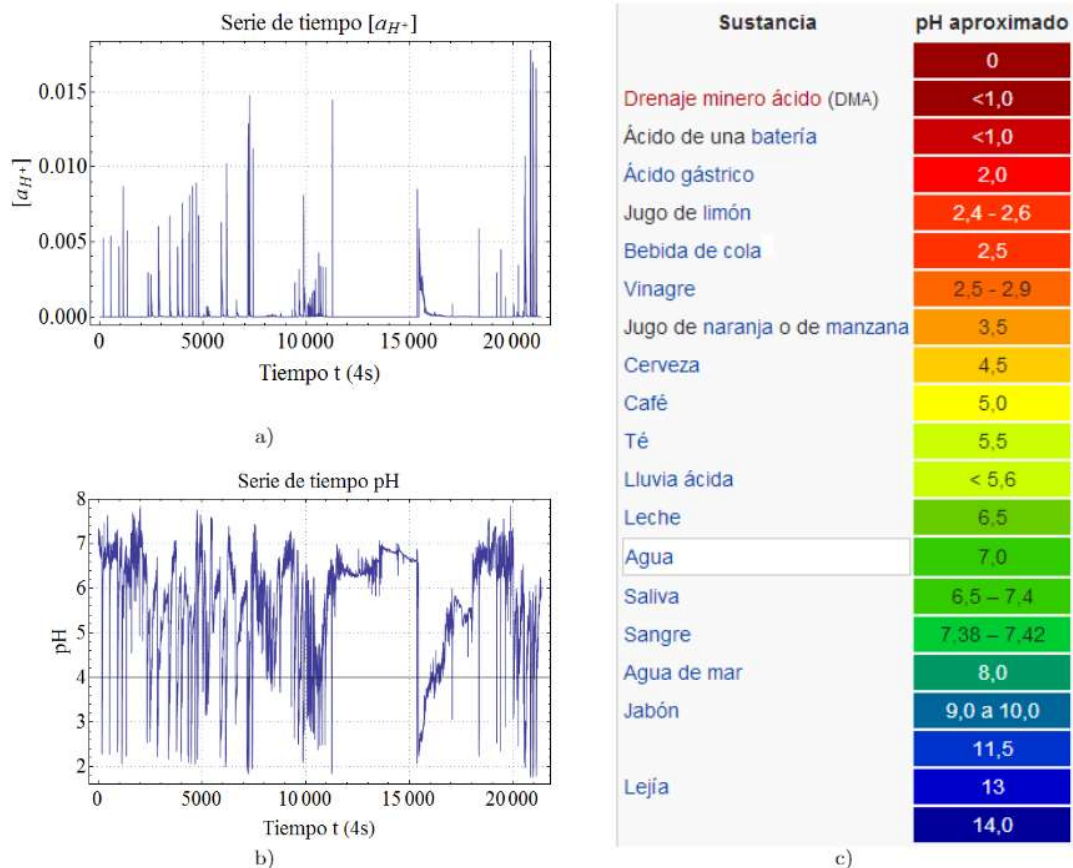 Serie de tiempo [a_H⁺]
[a_H⁺]
0.015
0.010
0.005
0.000
0 5000 10 000 15 000 20 000
Tiempo t (4s)
a)
Serie de tiempo pH
pH
8
7
6
5
4
3
2
0 5000 10 000 15 000 20 000
Tiempo t (4s)
b)
Sustancia pH aproximado
0
Drenaje minero ácido (DMA) <1,0
Ácido de una batería <1,0
Ácido gástrico 2,0
Jugo de limón 2,4 - 2,6
Bebida de cola 2,5
Vinagre 2,5 - 2,9
Jugo de naranja o de manzana 3,5
Cerveza 4,5
Café 5,0
Té 5,5
Lluvia ácida < 5,6
Leche 6,5
Agua 7,0
Saliva 6,5 – 7,4
Sangre 7,38 – 7,42
Agua de mar 8,0
Jabón 9,0 a 10,0
11,5
Lejía 13
14,0
c)